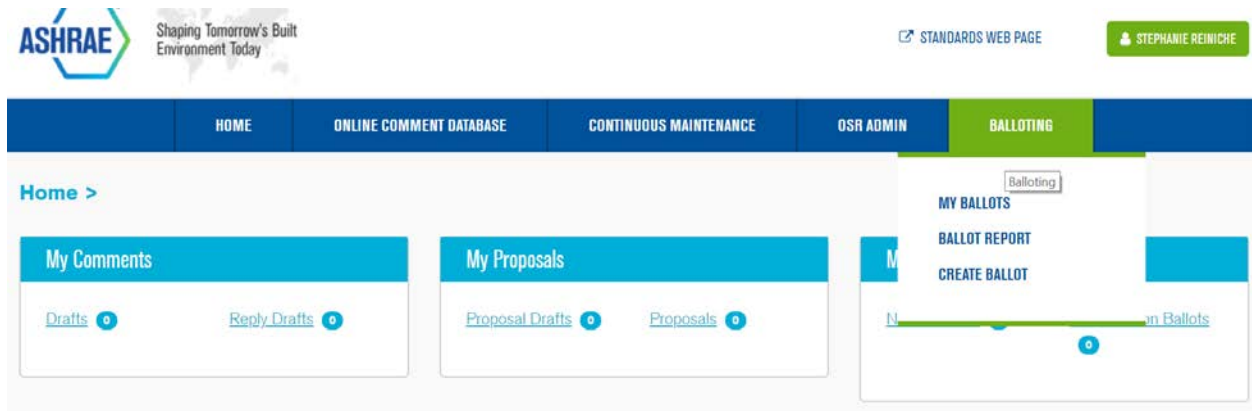 ASHRAE
Shaping Tomorrow's Built
Environment Today
STANDARDS WEB PAGE
STEPHANIE REINICHE
HOME ONLINE COMMENT DATABASE CONTINUOUS MAINTENANCE OSR ADMIN BALLOTING
Balloting
Home >
MY BALLOTS
BALLOT REPORT
CREATE BALLOT
My Comments My Proposals M
Drafts 0 Reply Drafts 0 Proposal Drafts 0 Proposals 0 N on Ballots
0